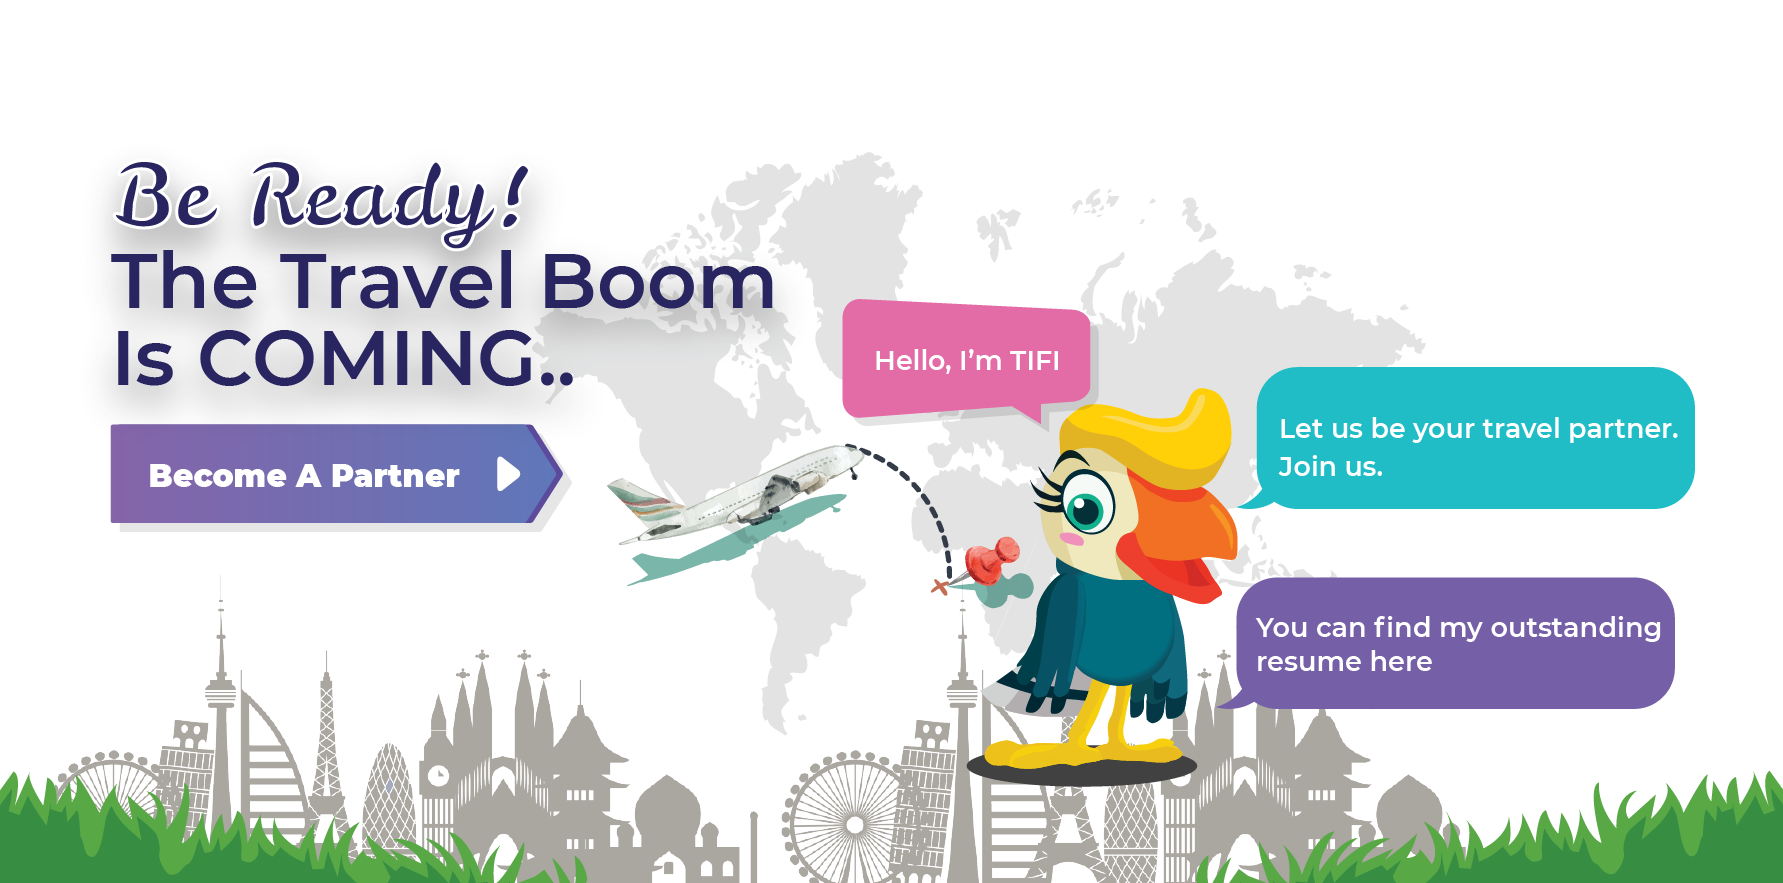 Be Ready!
The Travel Boom
Is COMING..
Become A Partner
Hello, I’m TIFI
Let us be your travel partner.
Join us.
You can find my outstanding
resume here